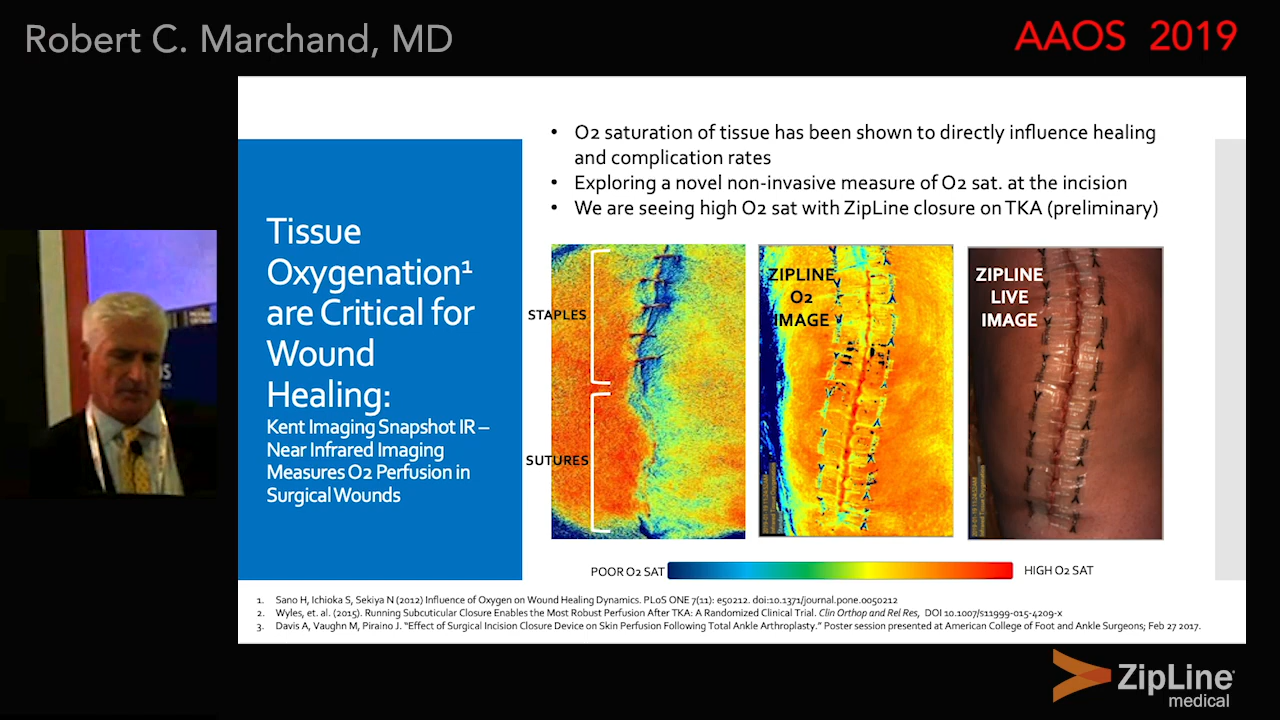 Robert C. Marchand, MD
AAOS 2019
Tissue
Oxygenation¹
are Critical for
Wound
Healing:
Kent Imaging Snapshot IR –
Near Infrared Imaging
Measures O2 Perfusion in
Surgical Wounds
• O2 saturation of tissue has been shown to directly influence healing
and complication rates
• Exploring a novel non-invasive measure of O2 sat. at the incision
• We are seeing high O2 sat with ZipLine closure on TKA (preliminary)
STAPLES
SUTURES
ZIPLINE
O2
IMAGE
ZIPLINE
LIVE
IMAGE
POOR O2 SAT
HIGH O2 SAT
1. Sano H, Ichioka S, Sekiya N (2012) Influence of Oxygen on Wound Healing Dynamics. PLoS ONE 7(11): e50212. doi:10.1371/journal.pone.0050212
2. Wyles, et. al. (2015). Running Subcuticular Closure Enables the Most Robust Perfusion After TKA: A Randomized Clinical Trial. Clin Orthop and Rel Res, DOI 10.1007/s11999-015-4209-x
3. Davis A, Vaughn M, Piraino J. "Effect of Surgical Incision Closure Device on Skin Perfusion Following Total Ankle Arthroplasty." Poster session presented at American College of Foot and Ankle Surgeons; Feb 27 2017.
ZipLine
medical